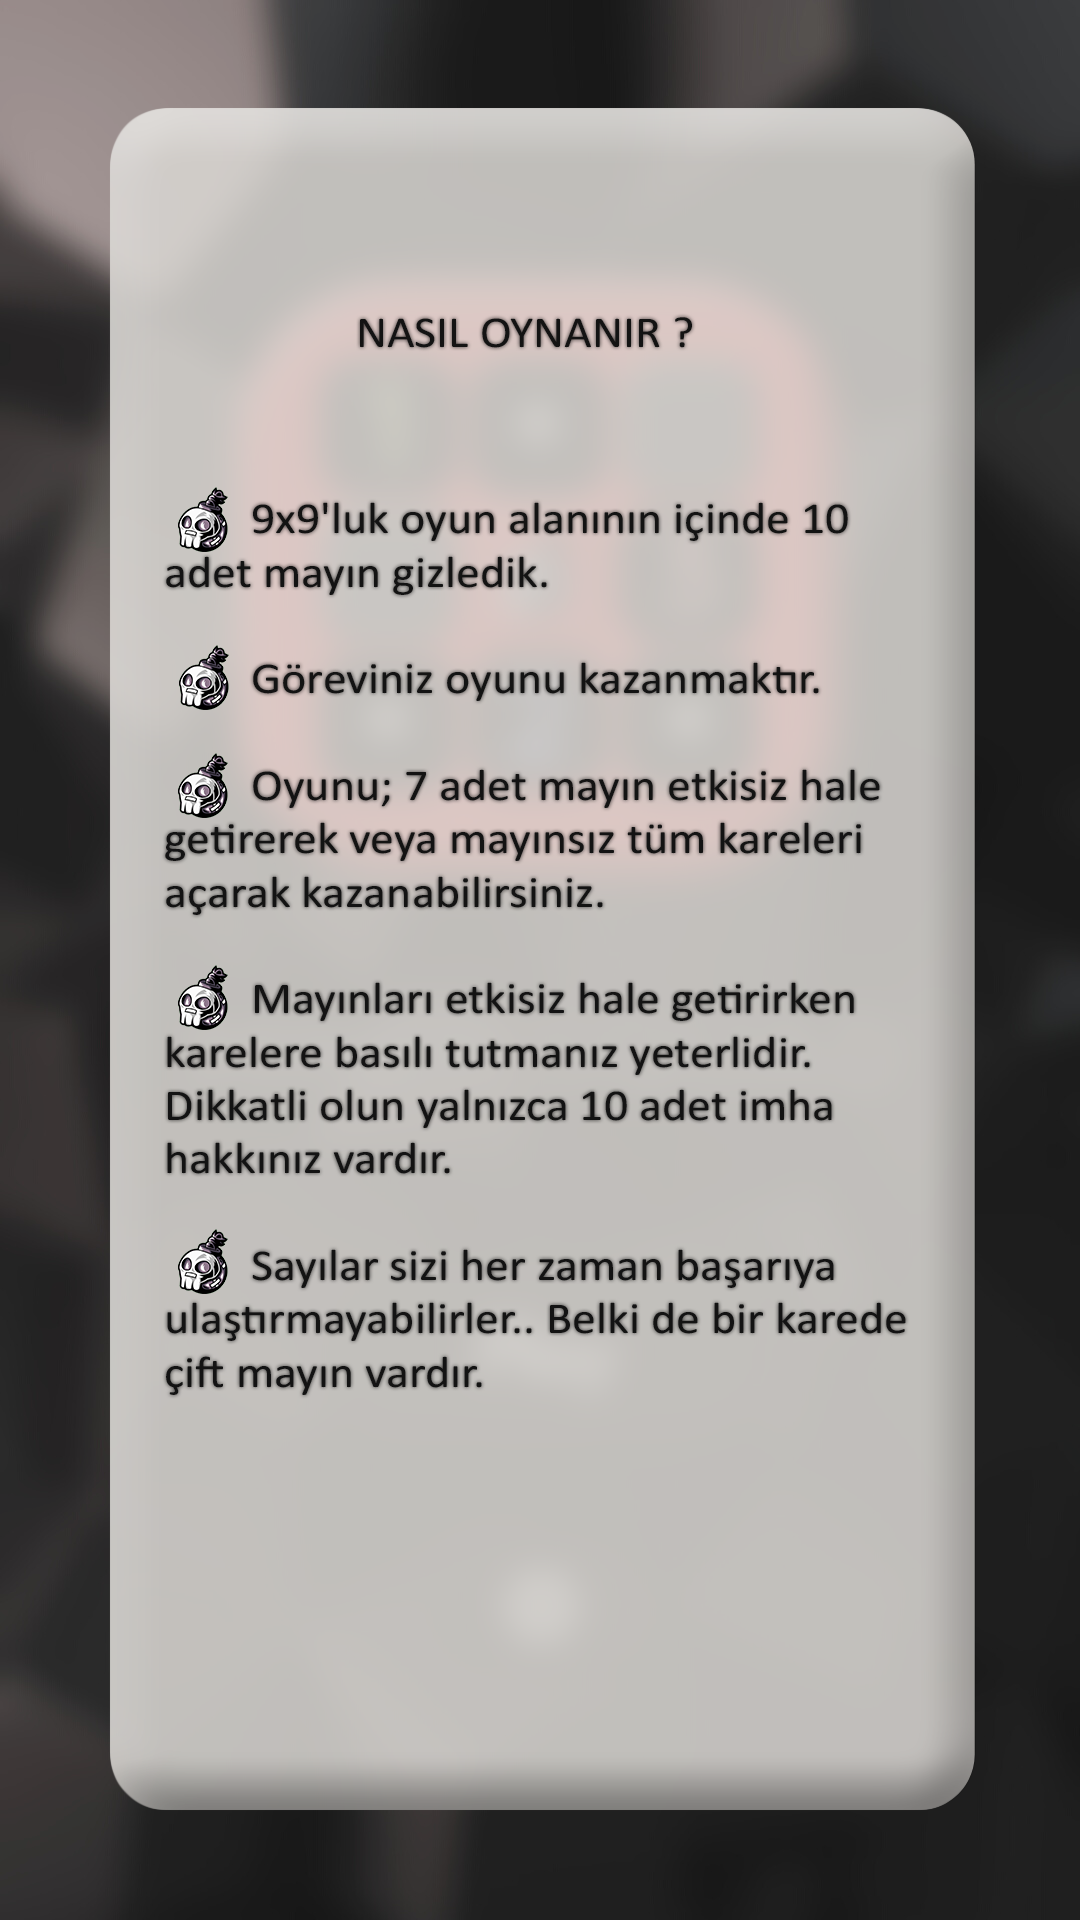 NASIL OYNANIR ?
9x9'luk oyun alanının içinde 10
adet mayın gizledik.
Göreviniz oyunu kazanmaktır.
Oyunu; 7 adet mayın etkisiz hale
getirerek veya mayınsız tüm kareleri
açarak kazanabilirsiniz.
Mayınları etkisiz hale getirirken
karelere basılı tutmanız yeterlidir.
Dikkatli olun yalnızca 10 adet imha
hakkınız vardır.
Sayılar sizi her zaman başarıya
ulaştırmayabilirler.. Belki de bir karede
çift mayın vardır.